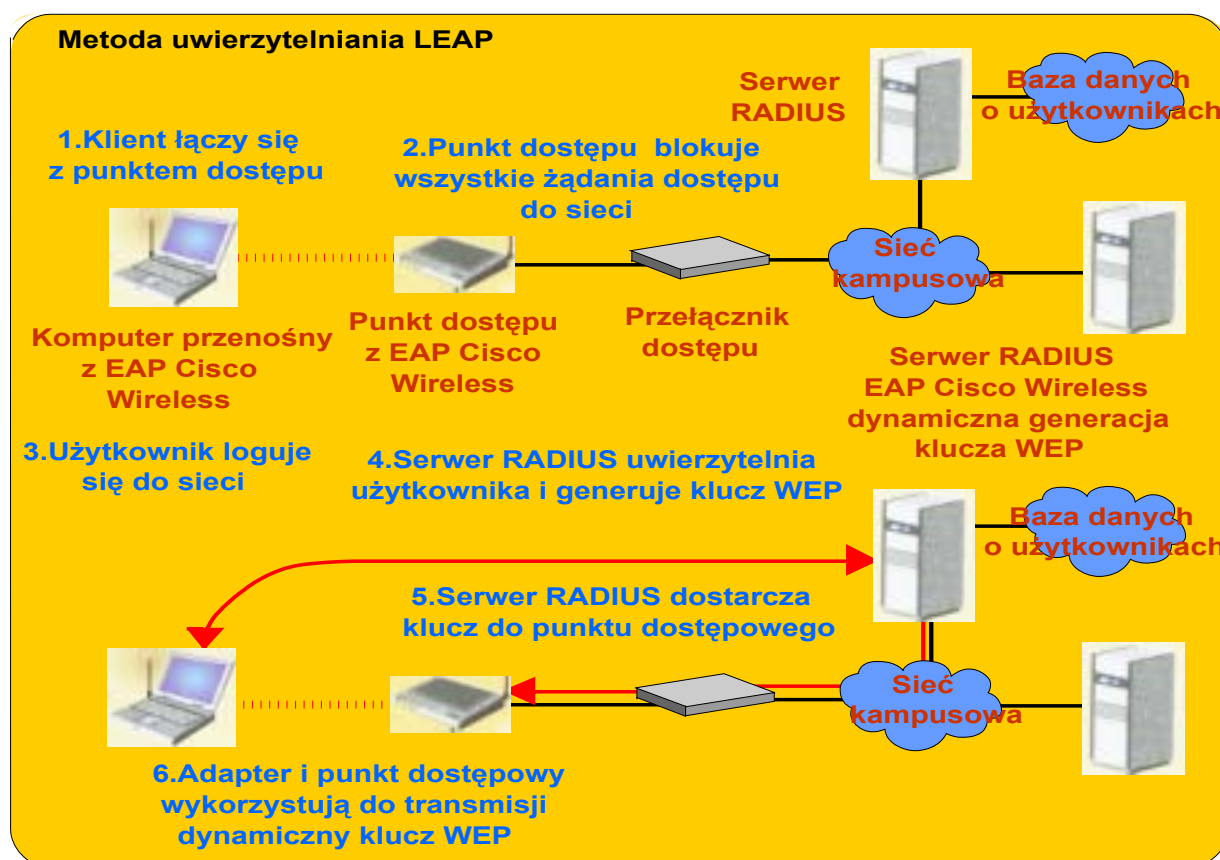 Metoda uwierzytelniania LEAP
Serwer
RADIUS
Baza danych
o użytkownikach
1.Klient łączy się
z punktem dostępu
2.Punkt dostępu blokuje
wszystkie żądania dostępu
do sieci
Sieć
kampusowa
Komputer przenośny
z EAP Cisco
Wireless
Punkt dostępu
z EAP Cisco
Wireless
Przełącznik
dostępu
Serwer RADIUS
EAP Cisco Wireless
dynamiczna generacja
klucza WEP
3.Użytkownik loguje
się do sieci
4.Serwer RADIUS uwierzytelnia
użytkownika i generuje klucz WEP
Baza danych
o użytkownikach
5.Serwer RADIUS dostarcza
klucz do punktu dostępowego
Sieć
kampusowa
6.Adapter i punkt dostępowy
wykorzystują do transmisji
dynamiczny klucz WEP